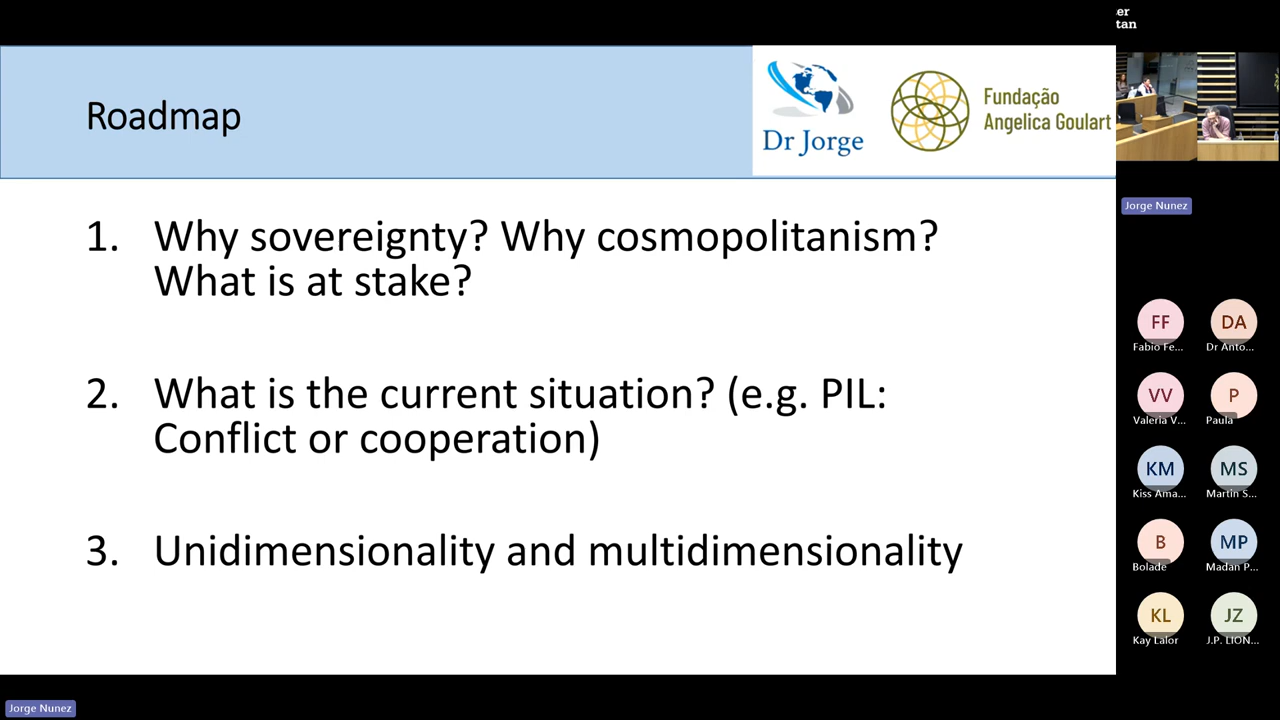 er
tan
Roadmap
Dr Jorge
Fundação
Angelica Goulart
1. Why sovereignty? Why cosmopolitanism?
What is at stake?
2. What is the current situation? (e.g. PIL:
Conflict or cooperation)
3. Unidimensionality and multidimensionality
Jorge Nunez
FF DA
Fabio Fe... Dr Anto...
VV P
Valeria V... Paula
KM MS
Kiss Ama... Martin S...
B MP
Bolade Madan P...
KL JZ
Kay Lalor J.P. LION...
Jorge Nunez